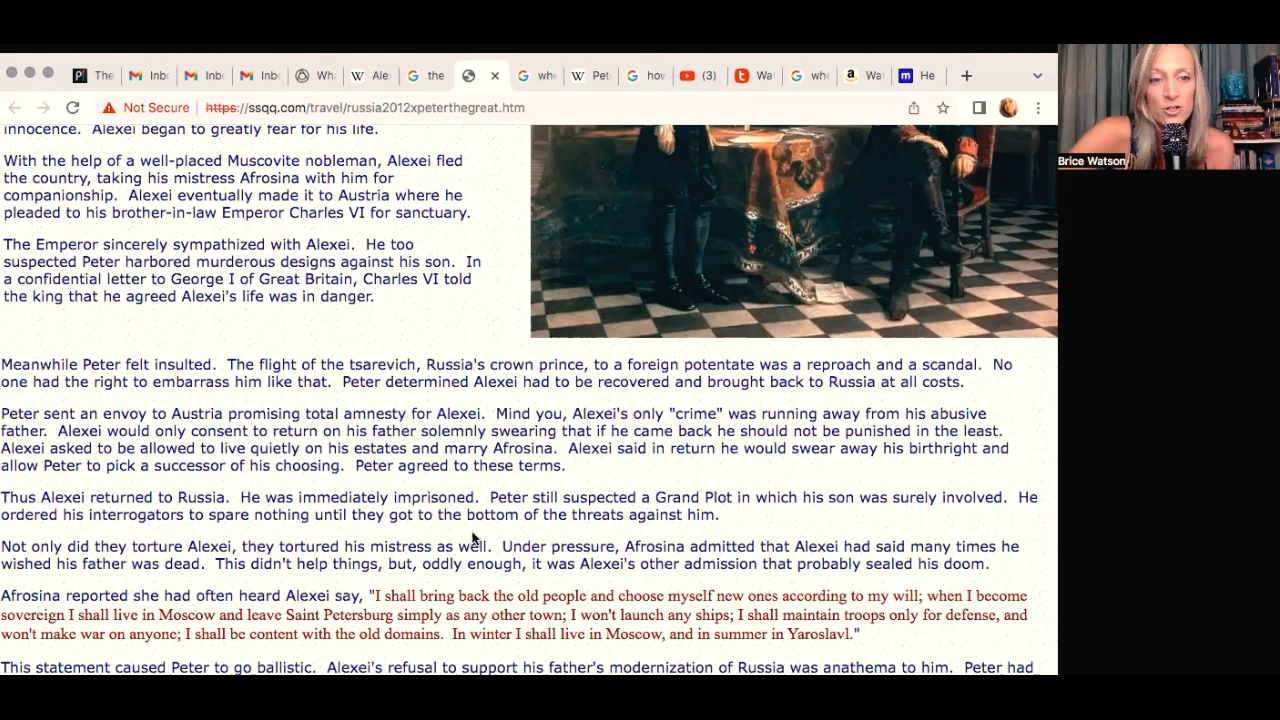 The
Inb
Inb
Inb
Wh
Ale
the
whe
Pet
how
(3)
Wa
whe
Wa
He
Not Secure
https://ssqq.com/travel/russia2012xpeterthegreat.htm
Brice Watson
innocence. Alexei began to greatly fear for his life.
With the help of a well-placed Muscovite nobleman, Alexei fled
the country, taking his mistress Afrosina with him for
companionship. Alexei eventually made it to Austria where he
pleaded to his brother-in-law Emperor Charles VI for sanctuary.
The Emperor sincerely sympathized with Alexei. He too
suspected Peter harbored murderous designs against his son. In
a confidential letter to George I of Great Britain, Charles VI told
the king that he agreed Alexei's life was in danger.
Meanwhile Peter felt insulted. The flight of the tsarevich, Russia's crown prince, to a foreign potentate was a reproach and a scandal. No
one had the right to embarrass him like that. Peter determined Alexei had to be recovered and brought back to Russia at all costs.
Peter sent an envoy to Austria promising total amnesty for Alexei. Mind you, Alexei's only "crime" was running away from his abusive
father. Alexei would only consent to return on his father solemnly swearing that if he came back he should not be punished in the least.
Alexei asked to be allowed to live quietly on his estates and marry Afrosina. Alexei said in return he would swear away his birthright and
allow Peter to pick a successor of his choosing. Peter agreed to these terms.
Thus Alexei returned to Russia. He was immediately imprisoned. Peter still suspected a Grand Plot in which his son was surely involved. He
ordered his interrogators to spare nothing until they got to the bottom of the threats against him.
Not only did they torture Alexei, they tortured his mistress as well. Under pressure, Afrosina admitted that Alexei had said many times he
wished his father was dead. This didn't help things, but, oddly enough, it was Alexei's other admission that probably sealed his doom.
Afrosina reported she had often heard Alexei say, "I shall bring back the old people and choose myself new ones according to my will; when I become
sovereign I shall live in Moscow and leave Saint Petersburg simply as any other town; I won't launch any ships; I shall maintain troops only for defense, and
won't make war on anyone; I shall be content with the old domains. In winter I shall live in Moscow, and in summer in Yaroslavl."
This statement caused Peter to go ballistic. Alexei's refusal to support his father's modernization of Russia was anathema to him. Peter had